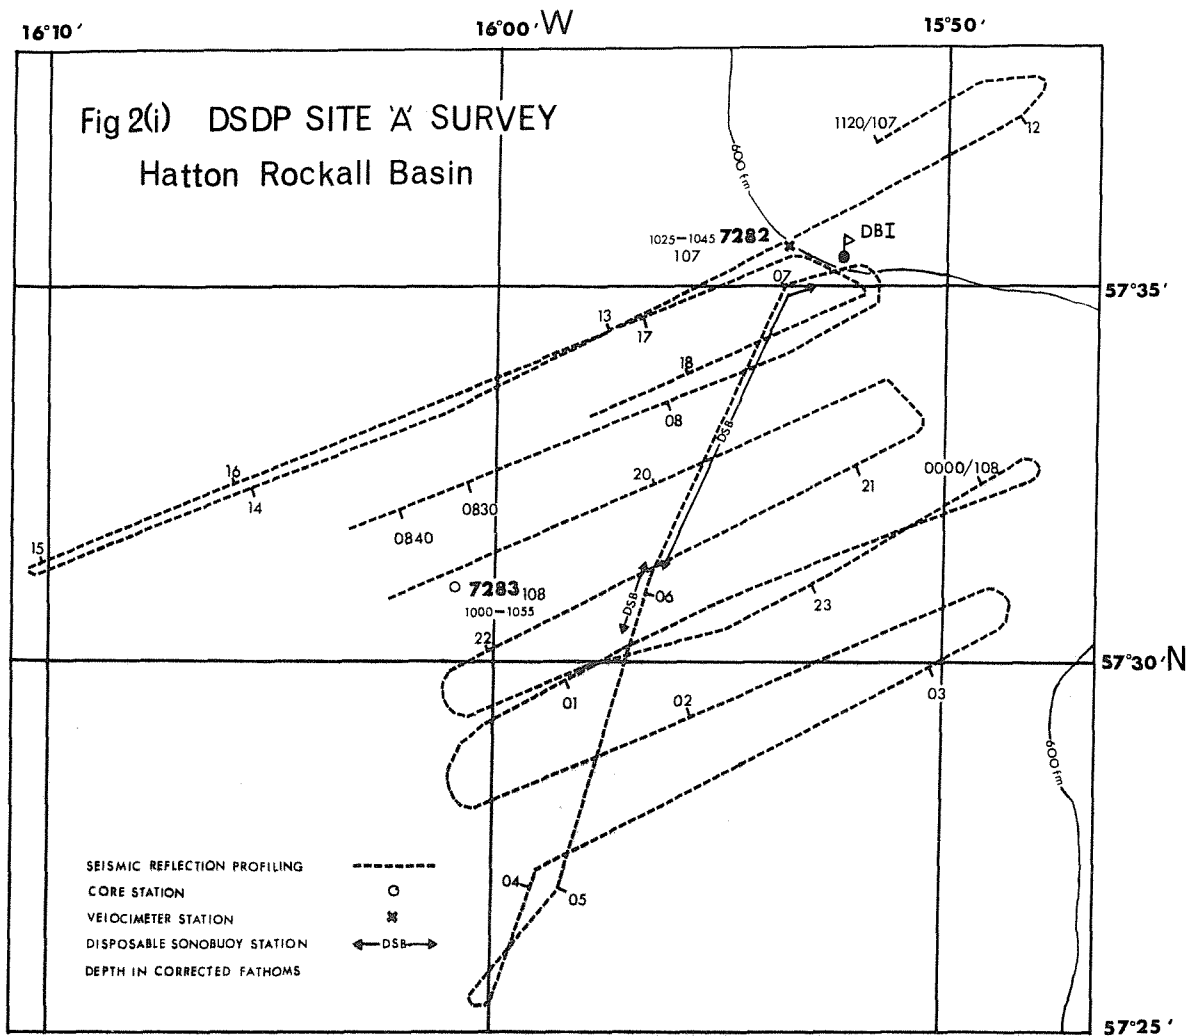 16°10′
16°00′ W
15°50′
Fig 2(i) DSDP SITE 'A' SURVEY
Hatton Rockall Basin
1120/107
12
600 fm
1025-1045 7282
107
DBI
07
57°35′
13
17
18
08
16
14
20
0000/108
21
0830
0840
15
7283 108
1000-1055
DSB
DSB
06
23
22
57°30′ N
01
02
03
600 fm
SEISMIC REFLECTION PROFILING
CORE STATION
VELOCIMETER STATION
DISPOSABLE SONOBUOY STATION
DSB
DEPTH IN CORRECTED FATHOMS
04
05
57°25′